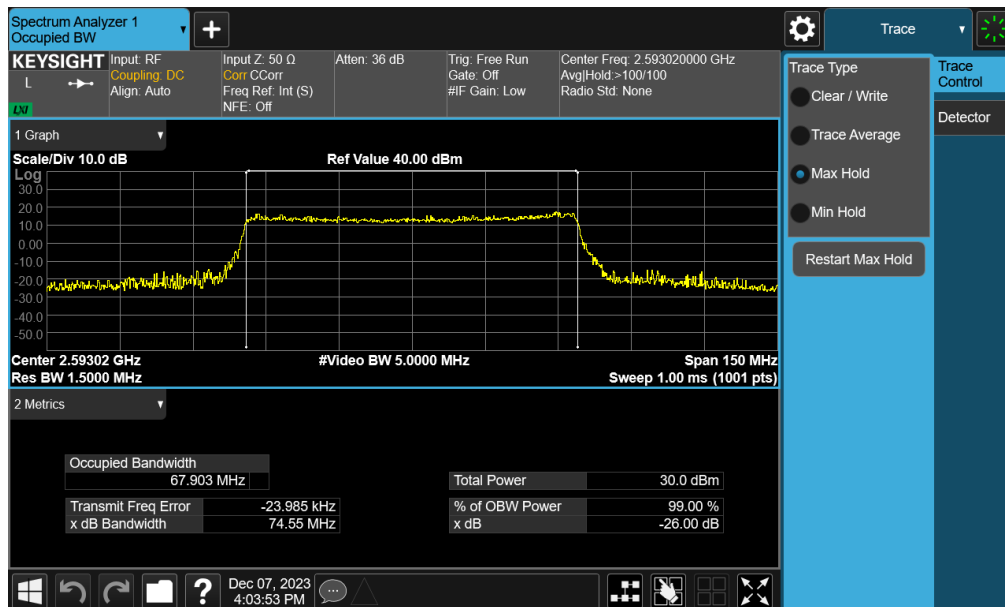 Spectrum Analyzer 1
Occupied BW
Trace
KEYSIGHT
L
LXI
Input: RF
Coupling: DC
Align: Auto
Input Z: 50 Ω
Corr CCorr
Freq Ref: Int (S)
NFE: Off
Atten: 36 dB
Trig: Free Run
Gate: Off
#IF Gain: Low
Center Freq: 2.593020000 GHz
Avg|Hold:>100/100
Radio Std: None
Trace Type
Clear / Write
Trace Average
Max Hold
Min Hold
Restart Max Hold
Trace
Control
Detector
1 Graph
Scale/Div 10.0 dB
Ref Value 40.00 dBm
Log
30.0
20.0
10.0
0.00
-10.0
-20.0
-30.0
-40.0
-50.0
Center 2.59302 GHz
#Video BW 5.0000 MHz
Span 150 MHz
Res BW 1.5000 MHz
Sweep 1.00 ms (1001 pts)
2 Metrics
Occupied Bandwidth
67.903 MHz
Total Power 30.0 dBm
Transmit Freq Error -23.985 kHz
% of OBW Power 99.00 %
x dB Bandwidth 74.55 MHz
x dB -26.00 dB
Dec 07, 2023
4:03:53 PM